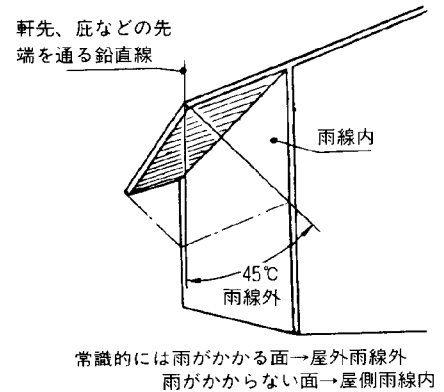 軒先、庇などの先
端を通る鉛直線
雨線内
45℃
雨線外
常識的には雨がかかる面→屋外雨線外
雨がかからない面→屋側雨線内